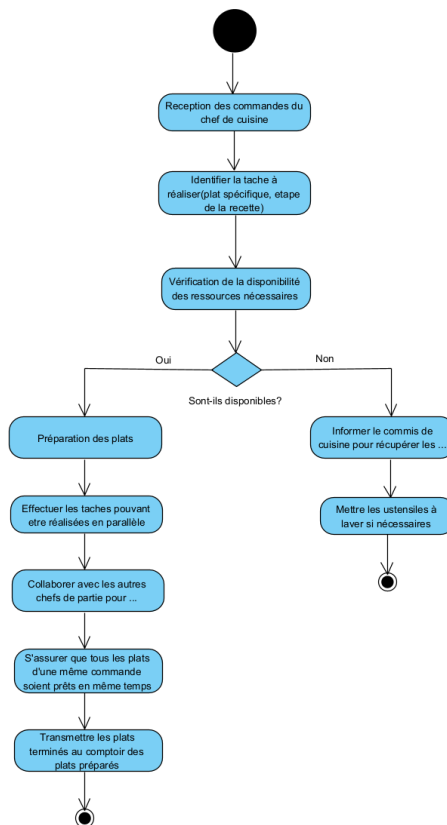 Reception des commandes du
chef de cuisine
Identifier la tache à
réaliser(plat spécifique, etape
de la recette)
Vérification de la disponibilité
des ressources nécessaires
Oui
Non
Sont-ils disponibles?
Préparation des plats
Informer le commis de
cuisine pour récupérer les ...
Effectuer les taches pouvant
etre réalisées en parallèle
Mettre les ustensiles à
laver si nécessaires
Collaborer avec les autres
chefs de partie pour ...
S'assurer que tous les plats
d'une même commande
soient prêts en même temps
Transmettre les plats
terminés au comptoir des
plats préparés